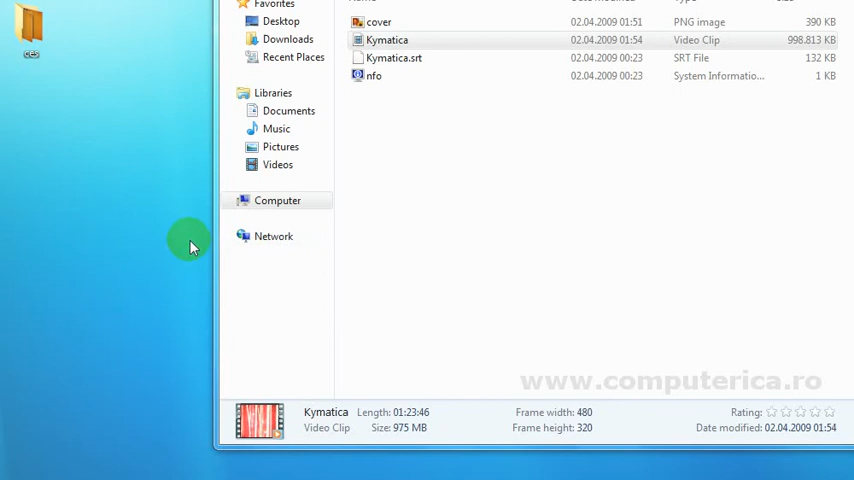 Favorites
Desktop
Downloads
Recent Places
Libraries
Documents
Music
Pictures
Videos
Computer
Network
ces
cover 02.04.2009 01:51 PNG image 390 KB
Kymatica 02.04.2009 01:54 Video Clip 998.813 KB
Kymatica.srt 02.04.2009 00:23 SRT File 132 KB
nfo 02.04.2009 00:23 System Informatio... 1 KB
www.computerica.ro
Kymatica Length: 01:23:46 Frame width: 480 Rating:
Video Clip Size: 975 MB Frame height: 320 Date modified: 02.04.2009 01:54